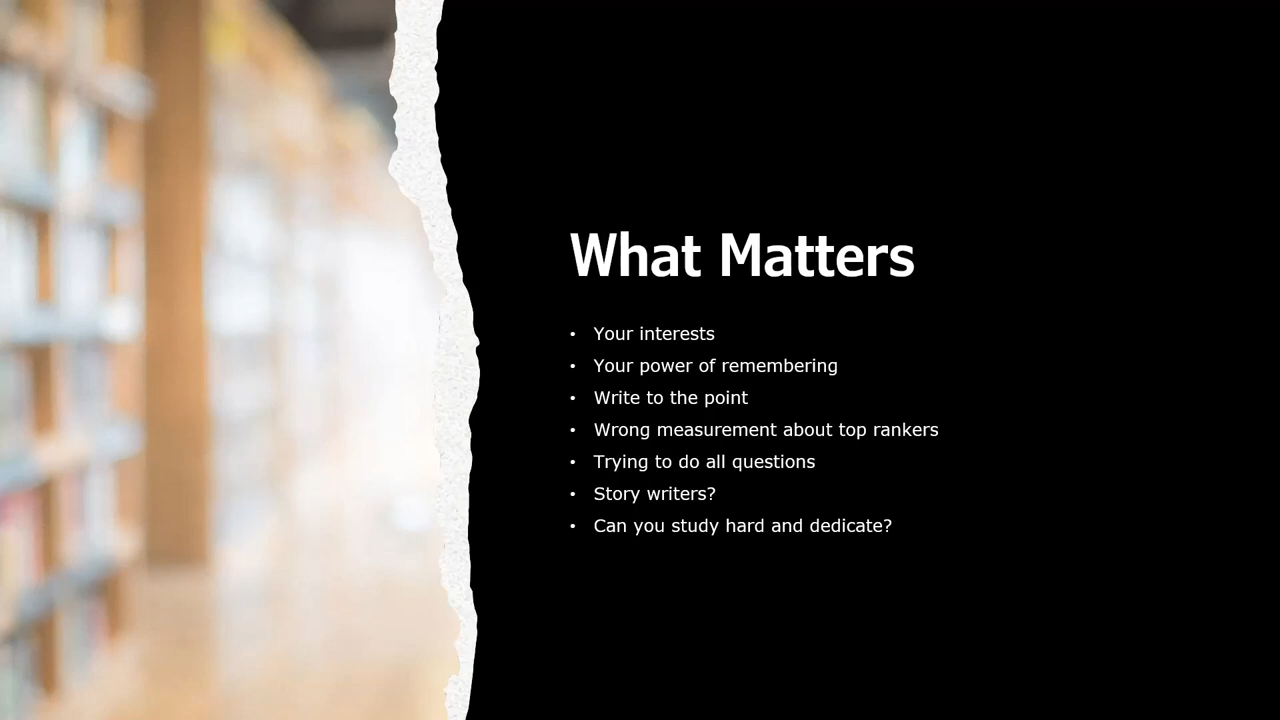 What Matters
• Your interests
• Your power of remembering
• Write to the point
• Wrong measurement about top rankers
• Trying to do all questions
• Story writers?
• Can you study hard and dedicate?